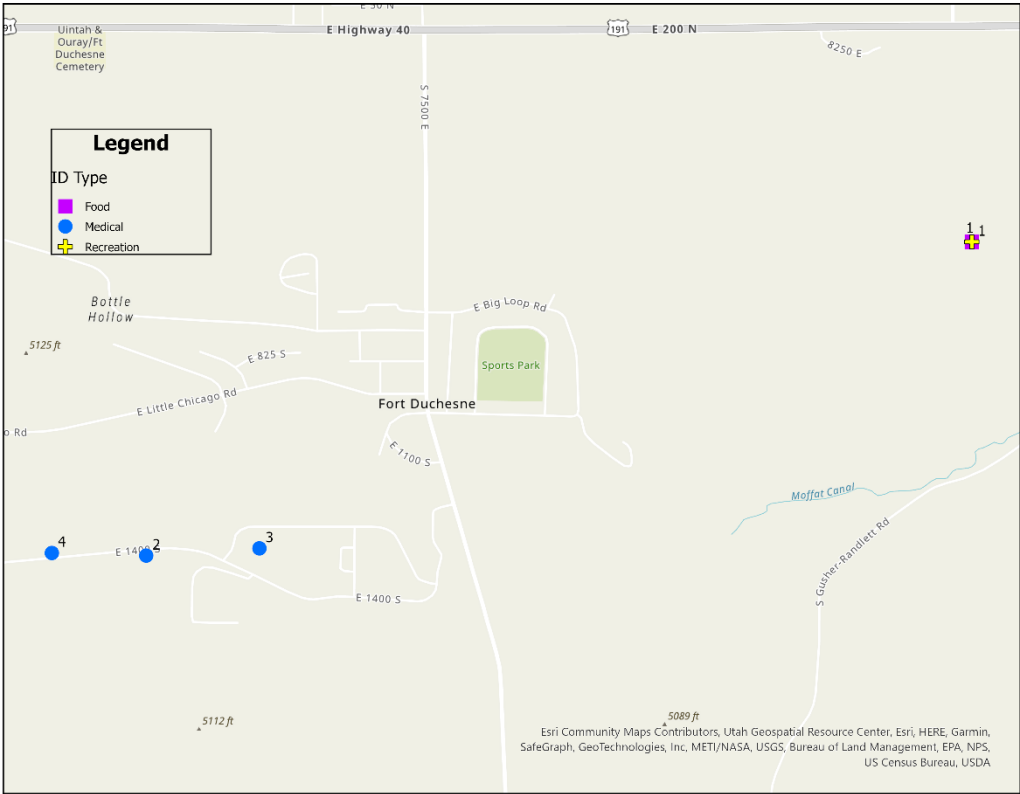 E 50 N
91
E Highway 40
191
E 200 N
8250 E
Uintah &
Ouray/Ft
Duchesne
Cemetery
S 7500 E
Legend
ID Type
Food
Medical
Recreation
1
1
Bottle
Hollow
E Big Loop Rd
5125 ft
E 825 S
Sports Park
E Little Chicago Rd
Fort Duchesne
o Rd
E 1100 S
Moffat Canal
S Gusher-Randlett Rd
4
E 1400 S
2
3
E 1400 S
5112 ft
5089 ft
Esri Community Maps Contributors, Utah Geospatial Resource Center, Esri, HERE, Garmin,
SafeGraph, GeoTechnologies, Inc, METI/NASA, USGS, Bureau of Land Management, EPA, NPS,
US Census Bureau, USDA